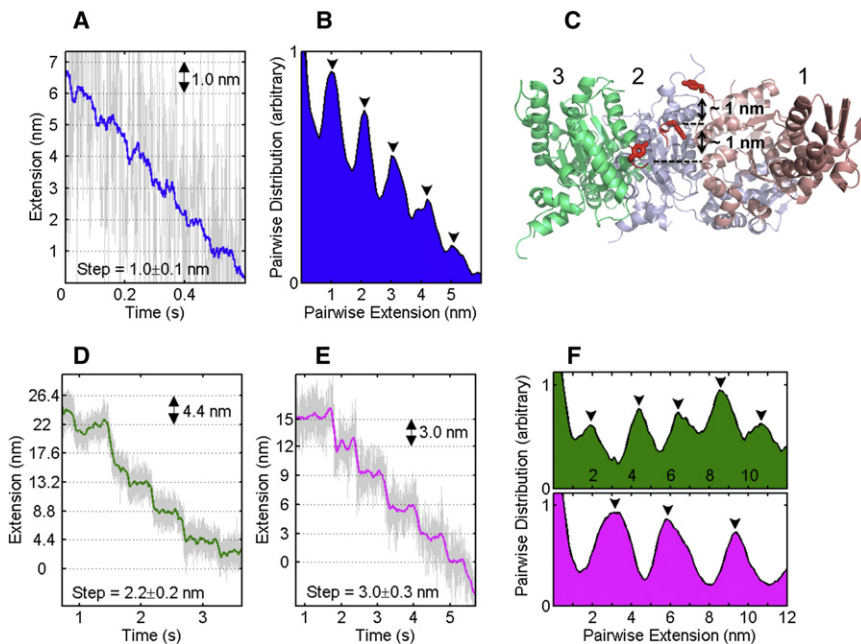 A
Extension (nm)
7
6
5
4
3
2
1
1.0 nm
Step = 1.0±0.1 nm
0
0.2
0.4
Time (s)
B
Pairwise Distribution (arbitrary)
1
0
1
2
3
4
5
Pairwise Extension (nm)
C
3
2
1
~ 1 nm
~ 1 nm
D
Extension (nm)
26.4
22
17.6
13.2
8.8
4.4
0
4.4 nm
Step = 2.2±0.2 nm
1
2
3
Time (s)
E
Extension (nm)
15
12
9
6
3
0
3.0 nm
Step = 3.0±0.3 nm
1
2
3
4
5
Time (s)
F
Pairwise Distribution (arbitrary)
1
0
2
4
6
8
10
1
0
2
4
6
8
10
12
Pairwise Extension (nm)